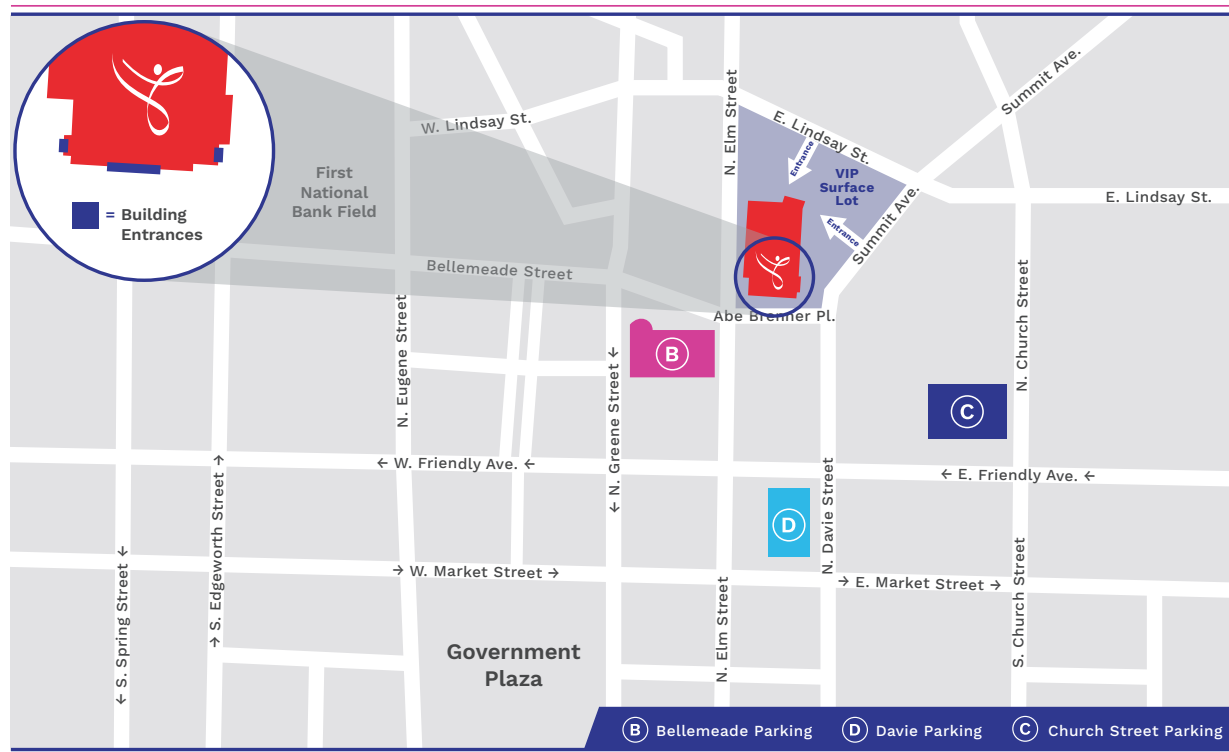 N. Elm Street
Summit Ave.
W. Lindsay St.
E. Lindsay St.
Entrance
VIP
Surface
Lot
First
National
Bank Field
= Building
Entrances
E. Lindsay St.
Summit Ave.
Entrance
Bellemeade Street
Abe Brenner Pl.
N. Eugene Street
← N. Greene Street →
N. Church Street
B
C
← W. Friendly Ave. ←
← E. Friendly Ave. ←
D
N. Davie Street
← S. Spring Street ←
→ S. Edgeworth Street →
→ W. Market Street →
→ E. Market Street →
N. Elm Street
S. Church Street
Government
Plaza
B Bellemeade Parking D Davie Parking C Church Street Parking